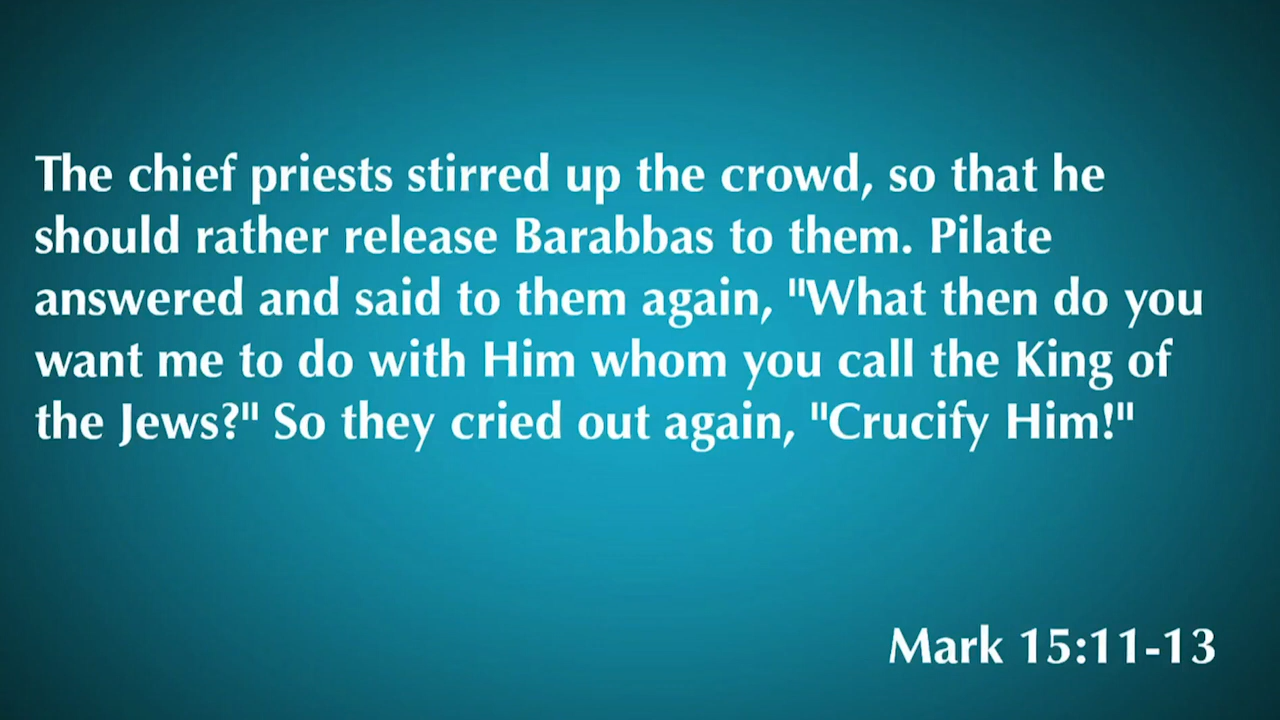 The chief priests stirred up the crowd, so that he
should rather release Barabbas to them. Pilate
answered and said to them again, "What then do you
want me to do with Him whom you call the King of
the Jews?" So they cried out again, "Crucify Him!"
Mark 15:11-13